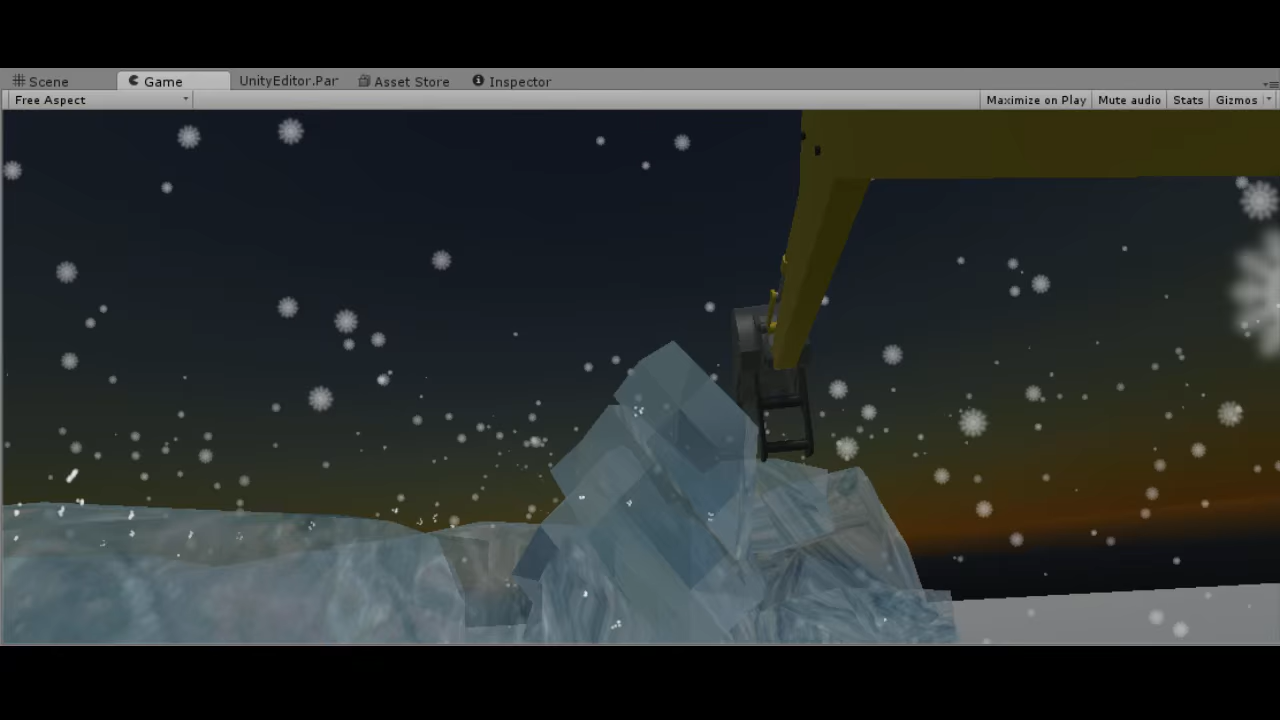 Scene Game UnityEditor.Par Asset Store Inspector
Free Aspect Maximize on Play Mute audio Stats Gizmos